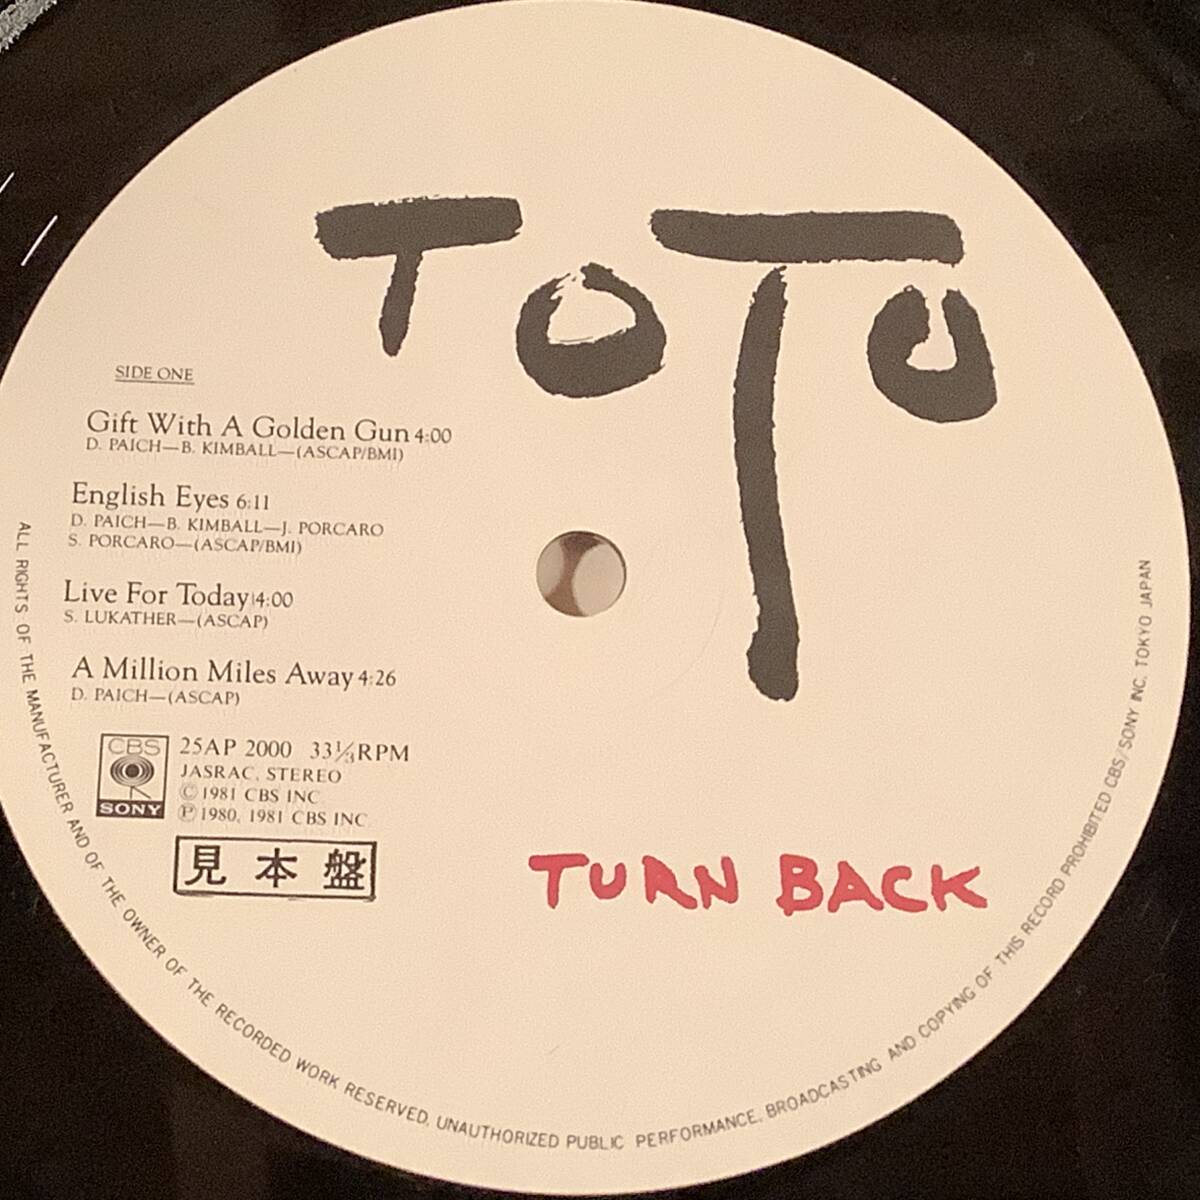 TOTO
SIDE ONE
Gift With A Golden Gun 4:00
D. PAICH—B. KIMBALL—(ASCAP/BMI)
English Eyes 6:11
D. PAICH—B. KIMBALL—J. PORCARO
S. PORCARO—(ASCAP/BMI)
Live For Today 4:00
S. LUKATHER—(ASCAP)
A Million Miles Away 4:26
D. PAICH—(ASCAP)
CBS
SONY
25AP 2000 33⅓RPM
JASRAC, STEREO
Ⓒ1981 CBS INC.
Ⓟ1980, 1981 CBS INC.
見本盤
TURN BACK
ALL RIGHTS OF THE MANUFACTURER AND OF THE OWNER OF THE RECORDED WORK RESERVED. UNAUTHORIZED PUBLIC PERFORMANCE, BROADCASTING AND COPYING OF THIS RECORD PROHIBITED CBS/SONY INC. TOKYO JAPAN